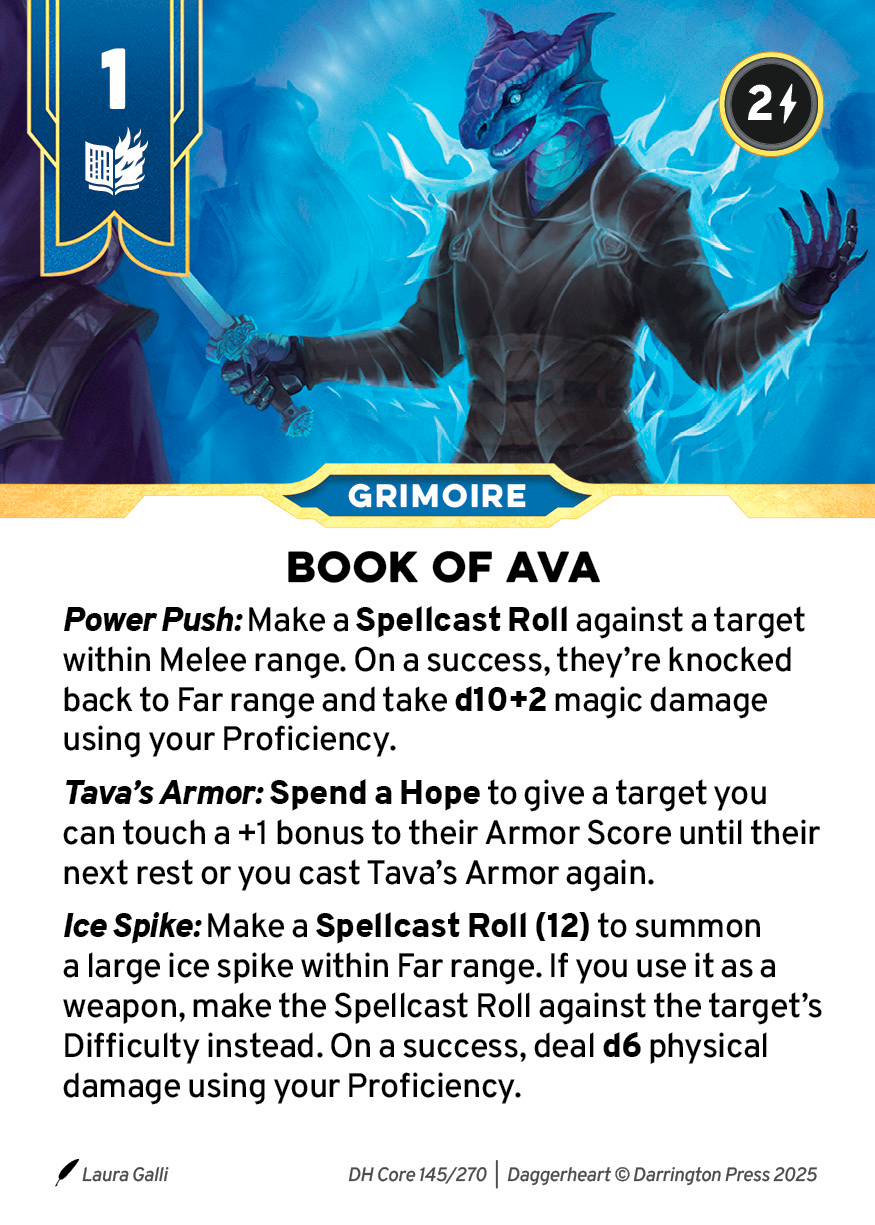 1
2
GRIMOIRE
BOOK OF AVA
Power Push: Make a Spellcast Roll against a target
within Melee range. On a success, they’re knocked
back to Far range and take d10+2 magic damage
using your Proficiency.
Tava’s Armor: Spend a Hope to give a target you
can touch a +1 bonus to their Armor Score until their
next rest or you cast Tava’s Armor again.
Ice Spike: Make a Spellcast Roll (12) to summon
a large ice spike within Far range. If you use it as a
weapon, make the Spellcast Roll against the target’s
Difficulty instead. On a success, deal d6 physical
damage using your Proficiency.
Laura Galli
DH Core 145/270 | Daggerheart © Darrington Press 2025